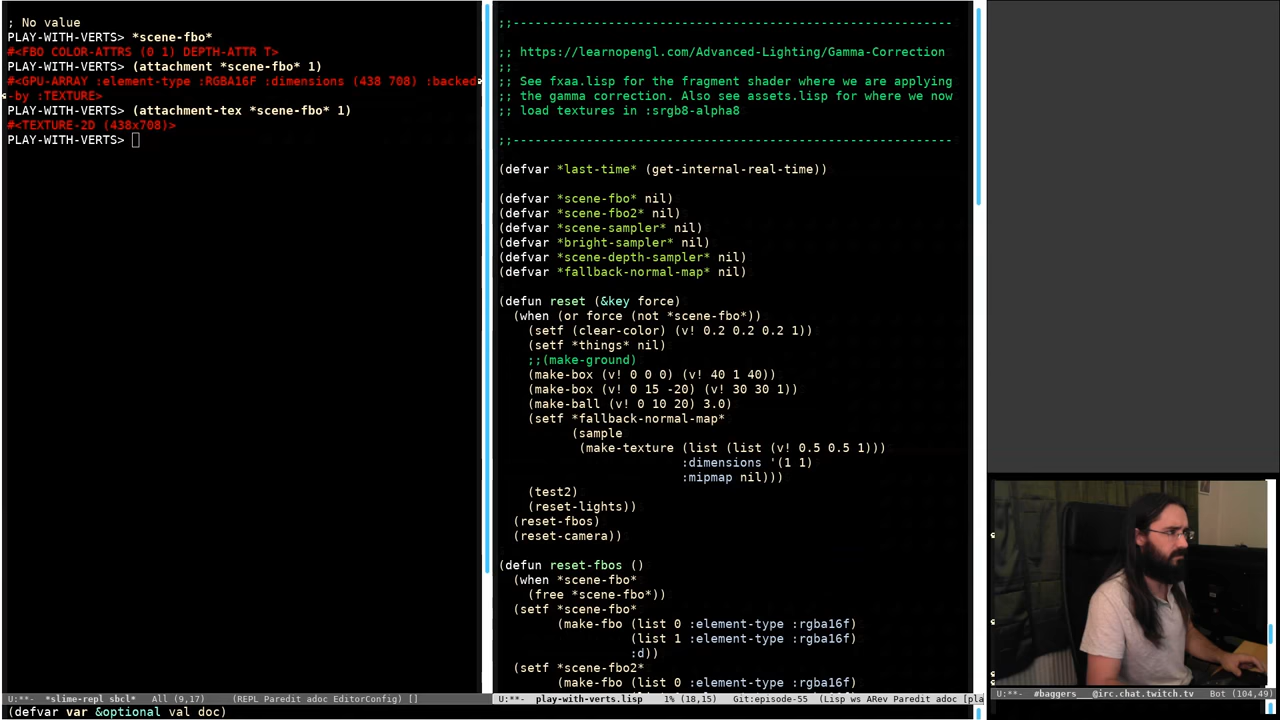 ; No value
PLAY-WITH-VERTS> *scene-fbo*
#<FBO COLOR-ATTRS (0 1) DEPTH-ATTR T>
PLAY-WITH-VERTS> (attachment *scene-fbo* 1)
#<GPU-ARRAY :element-type :RGBA16F :dimensions (438 708) :backed
-by :TEXTURE>
PLAY-WITH-VERTS> (attachment-tex *scene-fbo* 1)
#<TEXTURE-2D (438x708)>
PLAY-WITH-VERTS>
U:**-  *slime-repl sbcl*   All (9,17)     (REPL Paredit adoc EditorConfig) []
(defvar var &optional val doc)
;;------------------------------------------------------------
;; https://learnopengl.com/Advanced-Lighting/Gamma-Correction
;;
;; See fxaa.lisp for the fragment shader where we are applying
;; the gamma correction. Also see assets.lisp for where we now
;; load textures in :srgb8-alpha8
;;------------------------------------------------------------
(defvar *last-time* (get-internal-real-time))
(defvar *scene-fbo* nil)
(defvar *scene-fbo2* nil)
(defvar *scene-sampler* nil)
(defvar *bright-sampler* nil)
(defvar *scene-depth-sampler* nil)
(defvar *fallback-normal-map* nil)
(defun reset (&key force)
  (when (or force (not *scene-fbo*))
    (setf (clear-color) (v! 0.2 0.2 0.2 1))
    (setf *things* nil)
    ;;(make-ground)
    (make-box (v! 0 0 0) (v! 40 1 40))
    (make-box (v! 0 15 -20) (v! 30 30 1))
    (make-ball (v! 0 10 20) 3.0)
    (setf *fallback-normal-map*
          (sample
           (make-texture (list (list (v! 0.5 0.5 1)))
                         :dimensions '(1 1)
                         :mipmap nil)))
    (test2)
    (reset-lights))
  (reset-fbos)
  (reset-camera))
(defun reset-fbos ()
  (when *scene-fbo*
    (free *scene-fbo*))
  (setf *scene-fbo*
        (make-fbo (list 0 :element-type :rgba16f)
                  (list 1 :element-type :rgba16f)
                  :d))
  (setf *scene-fbo2*
        (make-fbo (list 0 :element-type :rgba16f)
U:**-  play-with-verts.lisp   1% (18,15)    Git:episode-55  (Lisp ws ARev Paredit adoc [pla
U:**-  #baggers___@irc.chat.twitch.tv   Bot (104,49)